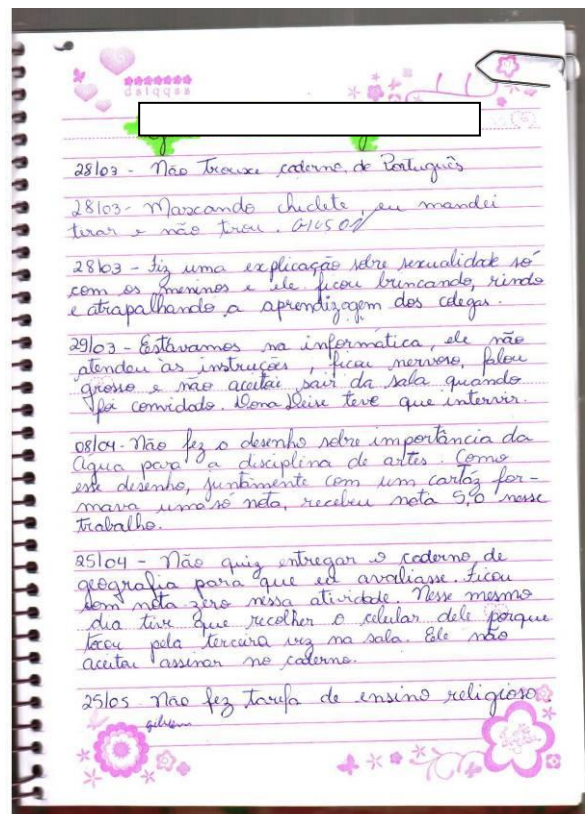 28/03 - Não Trouxe caderno, de Português
28/03 - Mascando chiclete, eu mandei
tirar e não tirou.
28/03 - Fiz uma explicação sobre sexualidade só
com os meninos e ele ficou brincando, rindo
e atrapalhando a aprendizagem dos colegas.
29/03 - Estávamos na informática, ele não
atendeu às instruções, ficou nervoso, falou
grosso e não aceitou sair da sala quando
foi convidado. Dona Deise teve que intervir.
08/04 - Não fez o desenho sobre importância da
água para a disciplina de artes. Como
este desenho, juntamente com um cartáz for-
mava uma só nota, recebeu nota 5,0 nesse
trabalho.
25/04 - Não quiz entregar o caderno de
geografia para que eu avaliasse. Ficou
com nota zero nessa atividade. Nesse mesmo
dia tive que recolher o celular dele porque
tocou pela terceira vez na sala. Ele não
aceitou assinar no caderno.
25/05 - Não fez tarefa de ensino religioso.